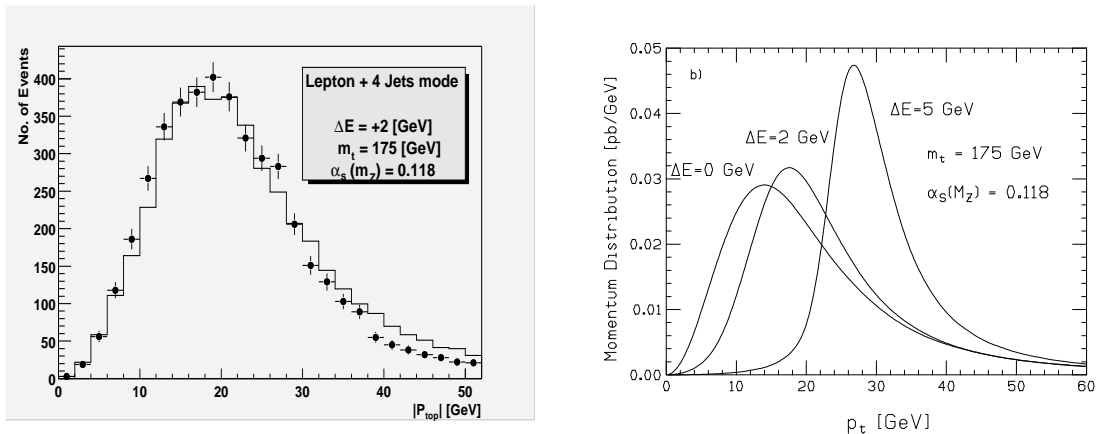 No. of Events
400
350
300
250
200
150
100
50
0
Lepton + 4 Jets mode
ΔE = +2 [GeV]
m_t = 175 [GeV]
α_s (m_Z) = 0.118
0 10 20 30 40 50
|P_top| [GeV]
Momentum Distribution [pb/GeV]
0.05
0.04
0.03
0.02
0.01
0.00
b)
ΔE=5 GeV
ΔE=2 GeV
ΔE=0 GeV
m_t = 175 GeV
α_s(M_Z) = 0.118
0 10 20 30 40 50 60
p_t [GeV]